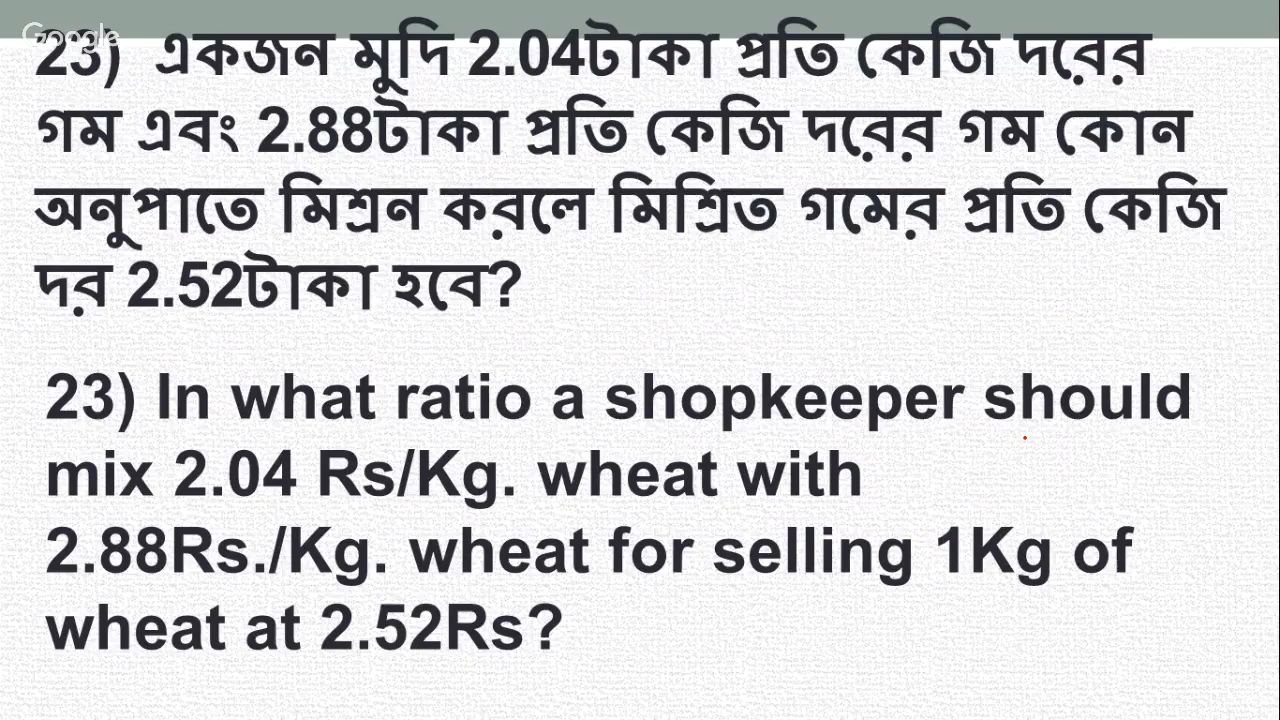 Google
23) একজন মুদি 2.04টাকা প্রতি কেজি দরের
গম এবং 2.88টাকা প্রতি কেজি দরের গম কোন
অনুপাতে মিশ্রন করলে মিশ্রিত গমের প্রতি কেজি
দর 2.52টাকা হবে?
23) In what ratio a shopkeeper should
mix 2.04 Rs/Kg. wheat with
2.88Rs./Kg. wheat for selling 1Kg of
wheat at 2.52Rs?